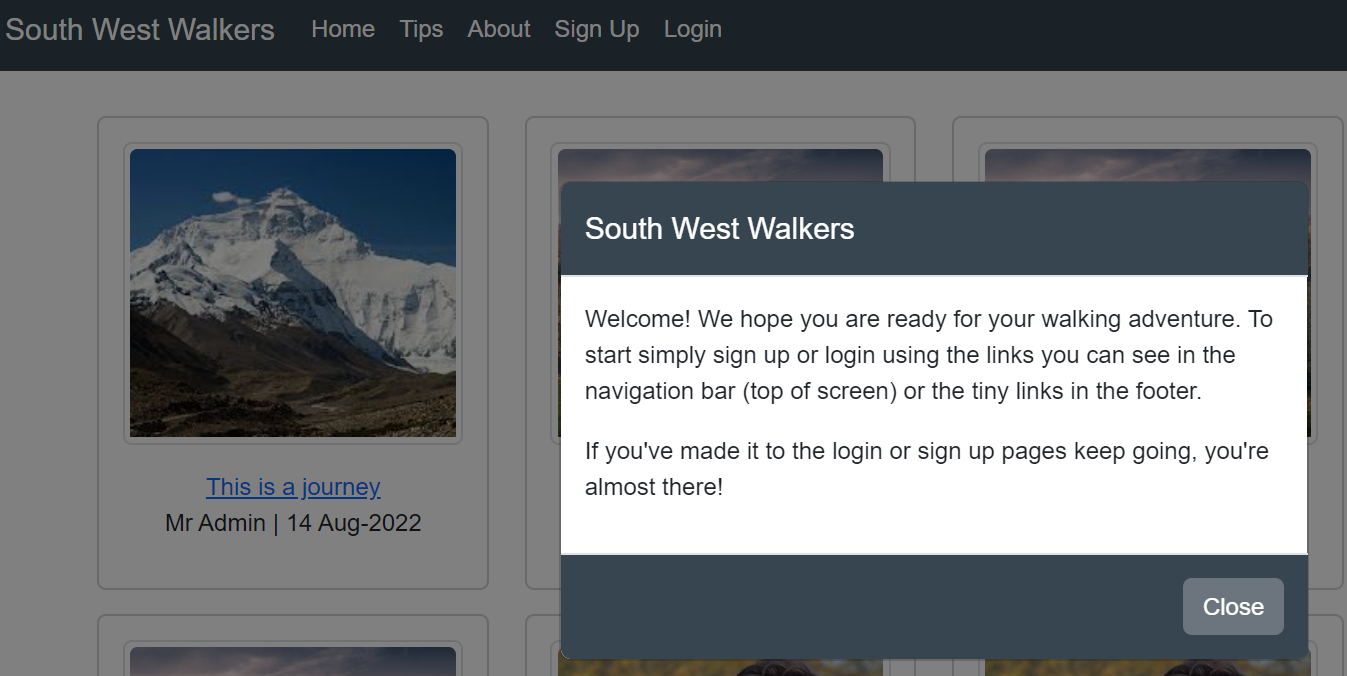 South West Walkers Home Tips About Sign Up Login
South West Walkers
Welcome! We hope you are ready for your walking adventure. To
start simply sign up or login using the links you can see in the
navigation bar (top of screen) or the tiny links in the footer.
If you've made it to the login or sign up pages keep going, you're
almost there!
Close
This is a journey
Mr Admin | 14 Aug-2022